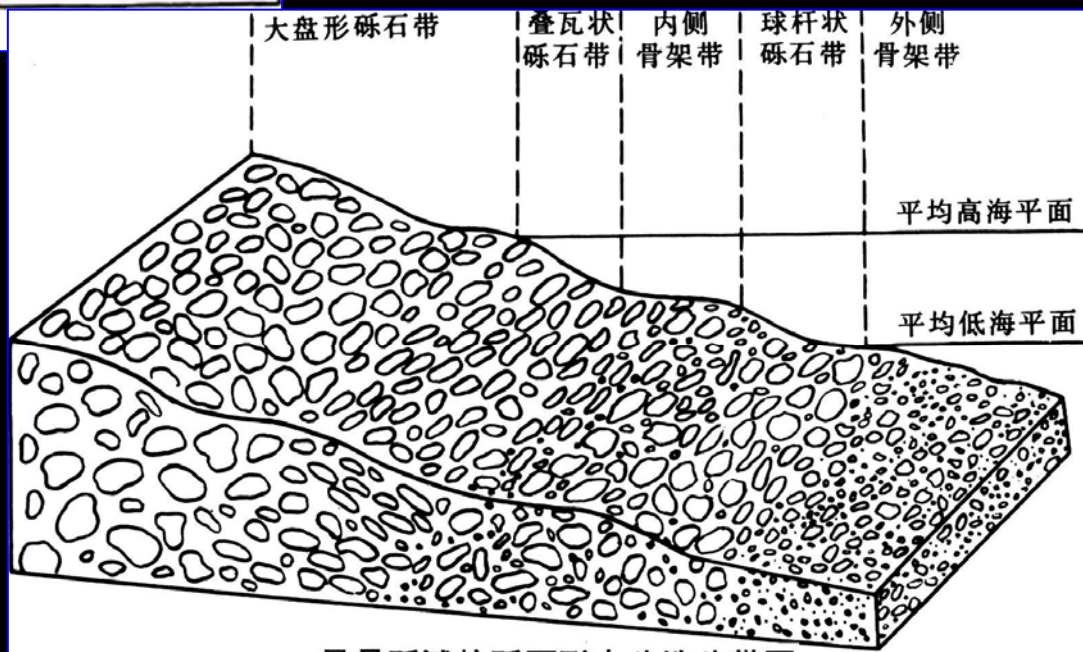 大盘形砾石带
叠瓦状
砾石带
内侧
骨架带
球杆状
砾石带
外侧
骨架带
平均高海平面
平均低海平面